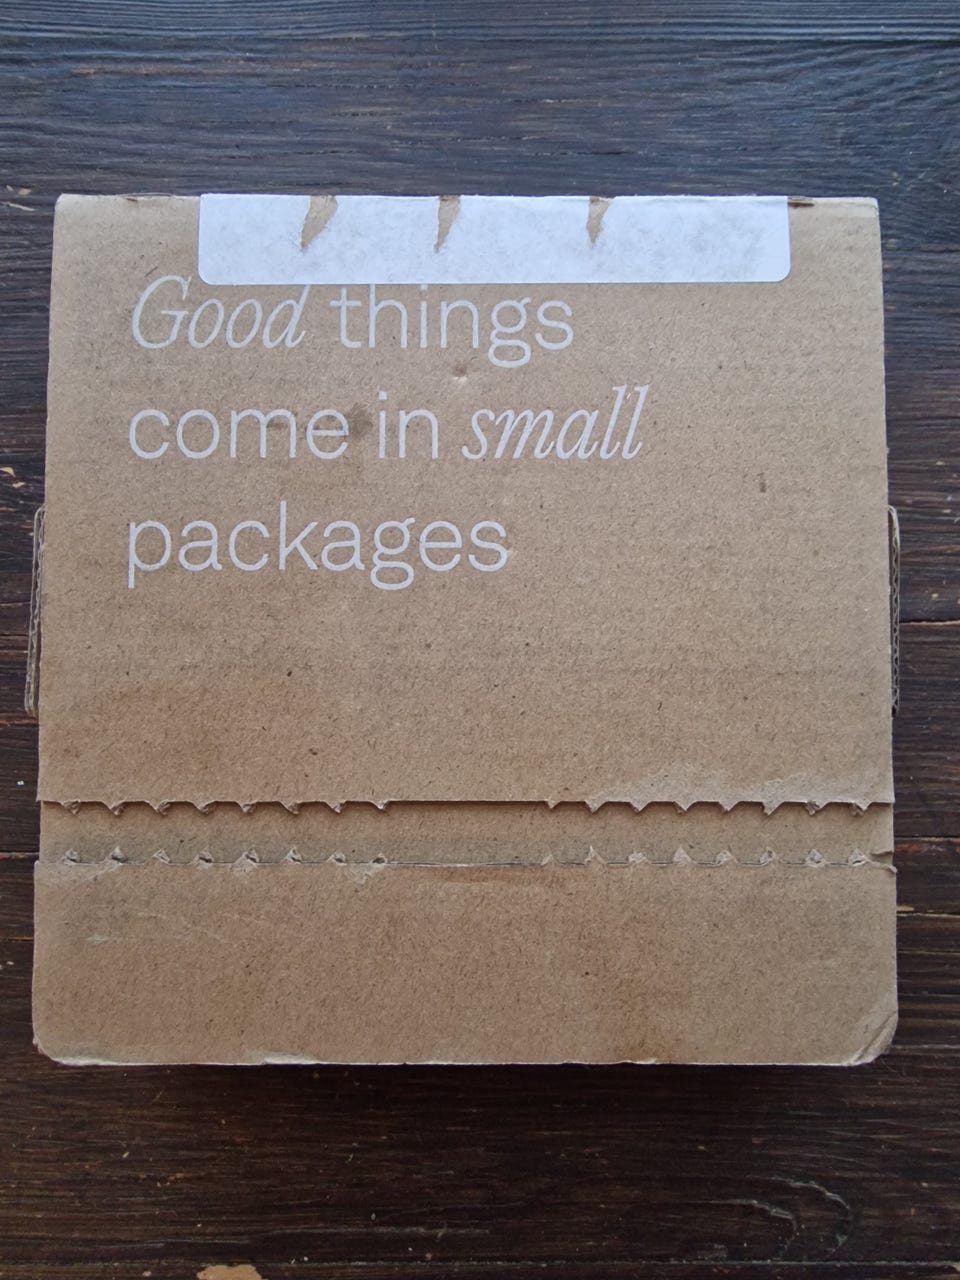 Good things
come in small
packages